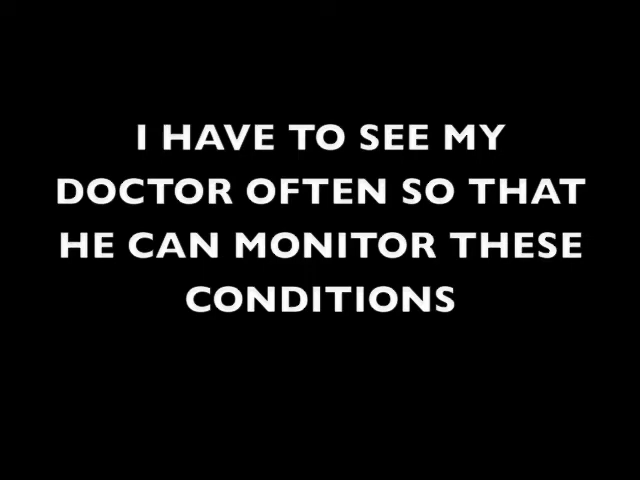 I HAVE TO SEE MY
DOCTOR OFTEN SO THAT
HE CAN MONITOR THESE
CONDITIONS